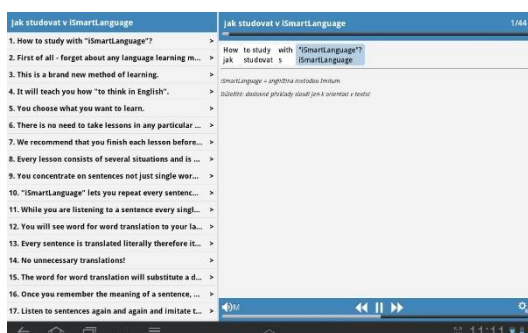 Jak studovat v iSmartLanguage
1. How to study with "iSmartLanguage"? >
2. First of all - forget about any language learning m... >
3. This is a brand new method of learning. >
4. It will teach you how "to think in English". >
5. You choose what you want to learn. >
6. There is no need to take lessons in any particular ... >
7. We recommend that you finish each lesson before... >
8. Every lesson consists of several situations and is ... >
9. You concentrate on sentences not just single wor... >
10. "iSmartLanguage" lets you repeat every sentenc... >
11. While you are listening to a sentence every singl... >
12. You will see word for word translation to your la... >
13. Every sentence is translated literally therefore it... >
14. No unnecessary translations! >
15. The word for word translation will substitute a d... >
16. Once you remember the meaning of a sentence, ... >
17. Listen to sentences again and again and imitate t... >
Jak studovat v iSmartLanguage 1/44
How to study with "iSmartLanguage"?
jak studovat s iSmartLanguage
iSmartLanguage = angličtina metodou Imitum
Důležité: doslovné překlady slouží jen k orientaci v textu!
M
11:11